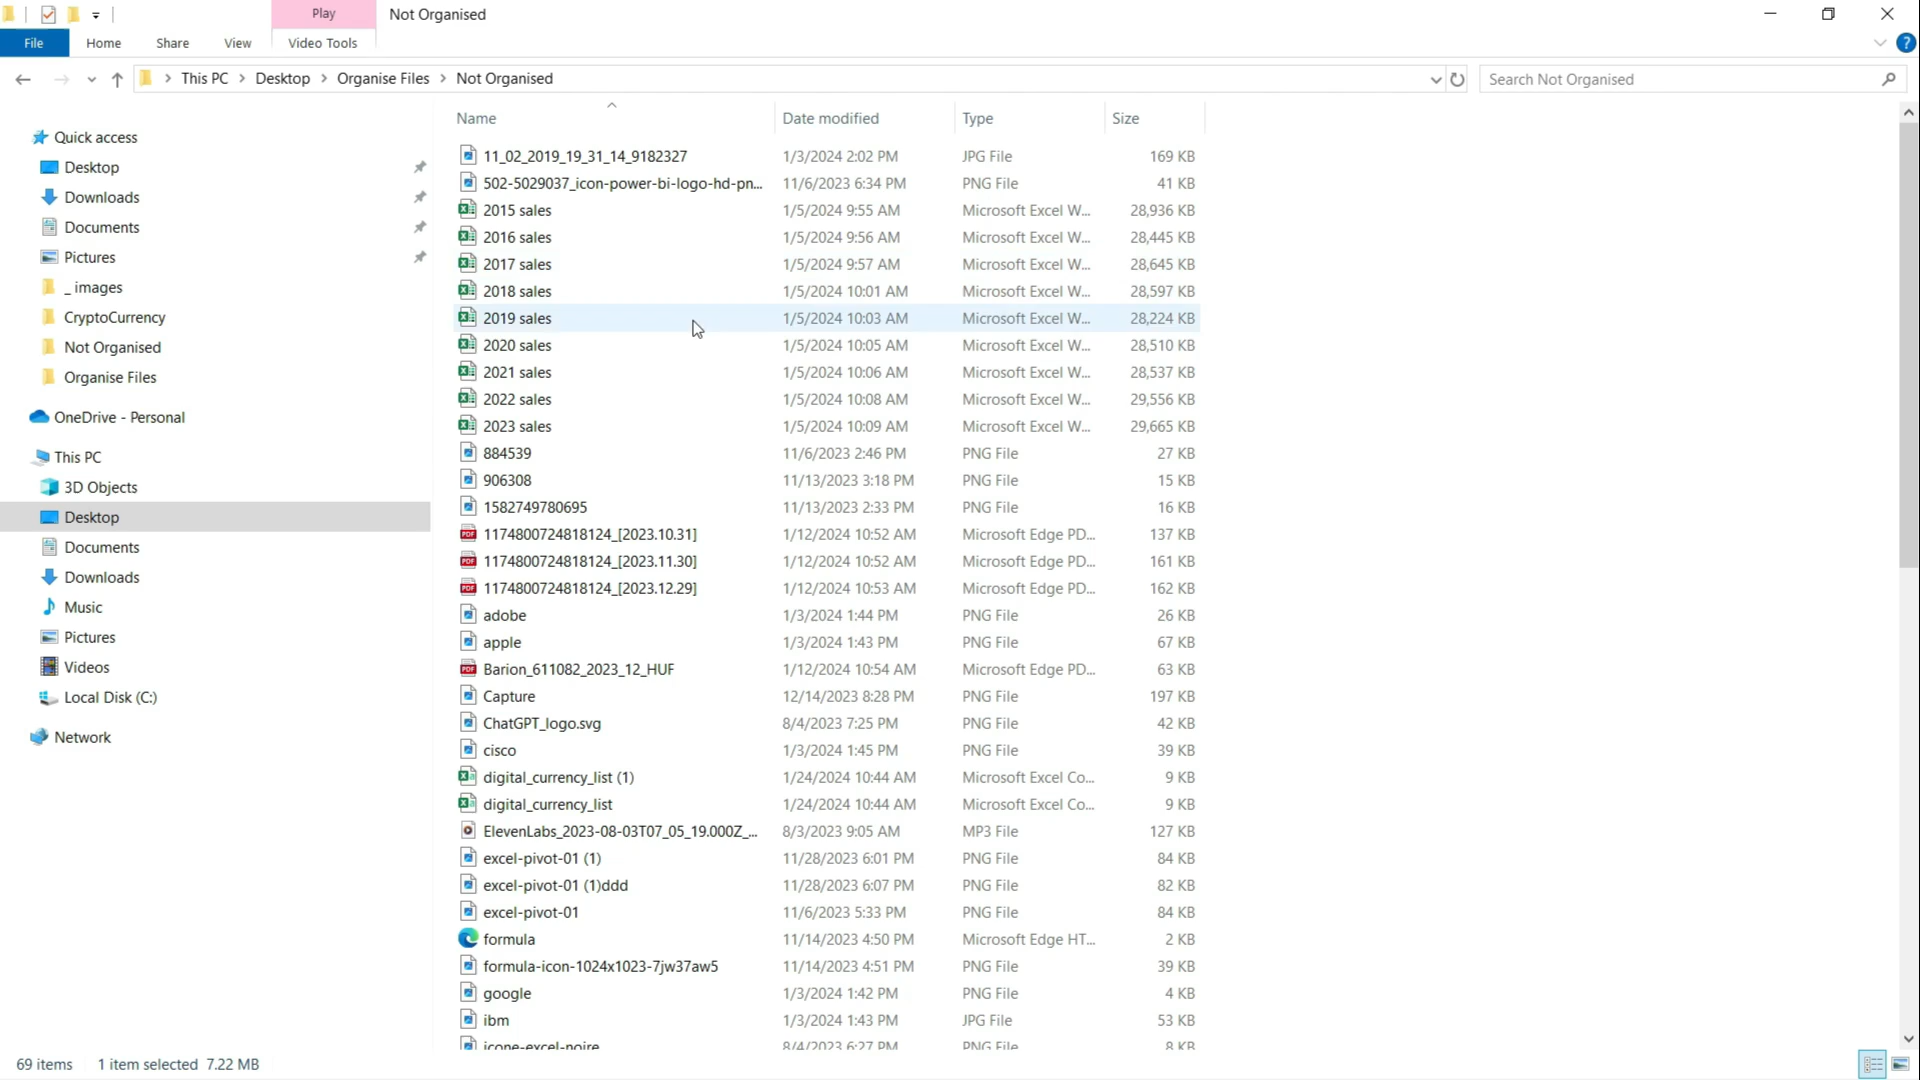 Play
Not Organised
File
Home
Share
View
Video Tools
?
This PC
Desktop
Organise Files
Not Organised
Search Not Organised
Name
Date modified
Type
Size
Quick access
Desktop
Downloads
Documents
Pictures
_ images
CryptoCurrency
Not Organised
Organise Files
OneDrive - Personal
This PC
3D Objects
Desktop
Documents
Downloads
Music
Pictures
Videos
Local Disk (C:)
Network
11_02_2019_19_31_14_9182327 1/3/2024 2:02 PM JPG File 169 KB
502-5029037_icon-power-bi-logo-hd-pn... 11/6/2023 6:34 PM PNG File 41 KB
2015 sales 1/5/2024 9:55 AM Microsoft Excel W... 28,936 KB
2016 sales 1/5/2024 9:56 AM Microsoft Excel W... 28,445 KB
2017 sales 1/5/2024 9:57 AM Microsoft Excel W... 28,645 KB
2018 sales 1/5/2024 10:01 AM Microsoft Excel W... 28,597 KB
2019 sales 1/5/2024 10:03 AM Microsoft Excel W... 28,224 KB
2020 sales 1/5/2024 10:05 AM Microsoft Excel W... 28,510 KB
2021 sales 1/5/2024 10:06 AM Microsoft Excel W... 28,537 KB
2022 sales 1/5/2024 10:08 AM Microsoft Excel W... 29,556 KB
2023 sales 1/5/2024 10:09 AM Microsoft Excel W... 29,665 KB
884539 11/6/2023 2:46 PM PNG File 27 KB
906308 11/13/2023 3:18 PM PNG File 15 KB
1582749780695 11/13/2023 2:33 PM PNG File 16 KB
1174800724818124_[2023.10.31] 1/12/2024 10:52 AM Microsoft Edge PD... 137 KB
1174800724818124_[2023.11.30] 1/12/2024 10:52 AM Microsoft Edge PD... 161 KB
1174800724818124_[2023.12.29] 1/12/2024 10:53 AM Microsoft Edge PD... 162 KB
adobe 1/3/2024 1:44 PM PNG File 26 KB
apple 1/3/2024 1:43 PM PNG File 67 KB
Barion_611082_2023_12_HUF 1/12/2024 10:54 AM Microsoft Edge PD... 63 KB
Capture 12/14/2023 8:28 PM PNG File 197 KB
ChatGPT_logo.svg 8/4/2023 7:25 PM PNG File 42 KB
cisco 1/3/2024 1:45 PM PNG File 39 KB
digital_currency_list (1) 1/24/2024 10:44 AM Microsoft Excel Co... 9 KB
digital_currency_list 1/24/2024 10:44 AM Microsoft Excel Co... 9 KB
ElevenLabs_2023-08-03T07_05_19.000Z_... 8/3/2023 9:05 AM MP3 File 127 KB
excel-pivot-01 (1) 11/28/2023 6:01 PM PNG File 84 KB
excel-pivot-01 (1)ddd 11/28/2023 6:07 PM PNG File 82 KB
excel-pivot-01 11/6/2023 5:33 PM PNG File 84 KB
formula 11/14/2023 4:50 PM Microsoft Edge HT... 2 KB
formula-icon-1024x1023-7jw37aw5 11/14/2023 4:51 PM PNG File 39 KB
google 1/3/2024 1:42 PM PNG File 4 KB
ibm 1/3/2024 1:43 PM JPG File 53 KB
icone-excel-noire 8/4/2023 6:27 PM PNG File 8 KB
69 items
1 item selected 7.22 MB